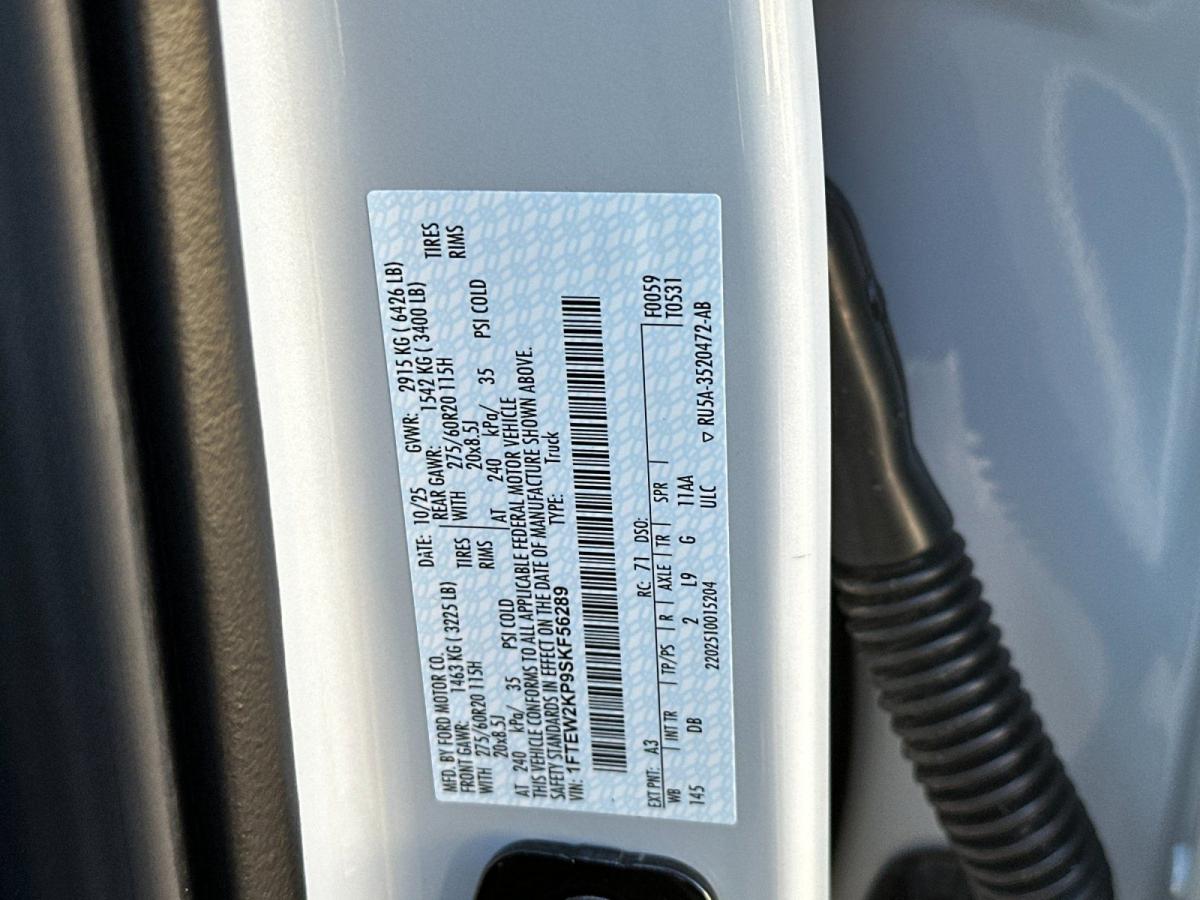 MFD. BY FORD MOTOR CO.
DATE: 10/25 GVWR: 2915 KG ( 6426 LB)
FRONT GAWR: 1463 KG ( 3225 LB) REAR GAWR: 1542 KG ( 3400 LB)
WITH 275/60R20 115H TIRES WITH 275/60R20 115H TIRES
20x8.5J RIMS 20x8.5J RIMS
AT 240 kPa/ 35 PSI COLD AT 240 kPa/ 35 PSI COLD
THIS VEHICLE CONFORMS TO ALL APPLICABLE FEDERAL MOTOR VEHICLE
SAFETY STANDARDS IN EFFECT ON THE DATE OF MANUFACTURE SHOWN ABOVE.
VIN: 1FTEW2KP9SKF56289 TYPE: Truck
F0059
EXT PNT: A3 RC: 71 DSO: T0531
WB INT TR TP/PS R AXLE TR SPR
145 DB 2 L9 G 11AA
2202510015204 ULC ▽ RU5A-3520472-AB